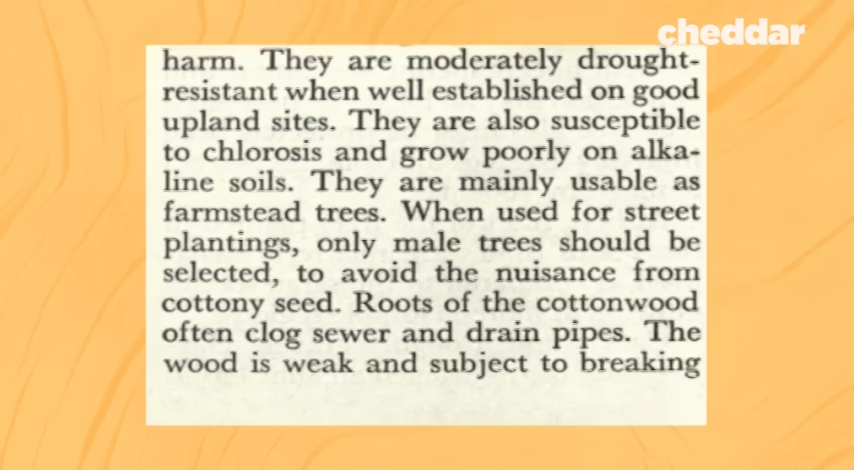 cheddar
harm. They are moderately drought-
resistant when well established on good
upland sites. They are also susceptible
to chlorosis and grow poorly on alka-
line soils. They are mainly usable as
farmstead trees. When used for street
plantings, only male trees should be
selected, to avoid the nuisance from
cottony seed. Roots of the cottonwood
often clog sewer and drain pipes. The
wood is weak and subject to breaking